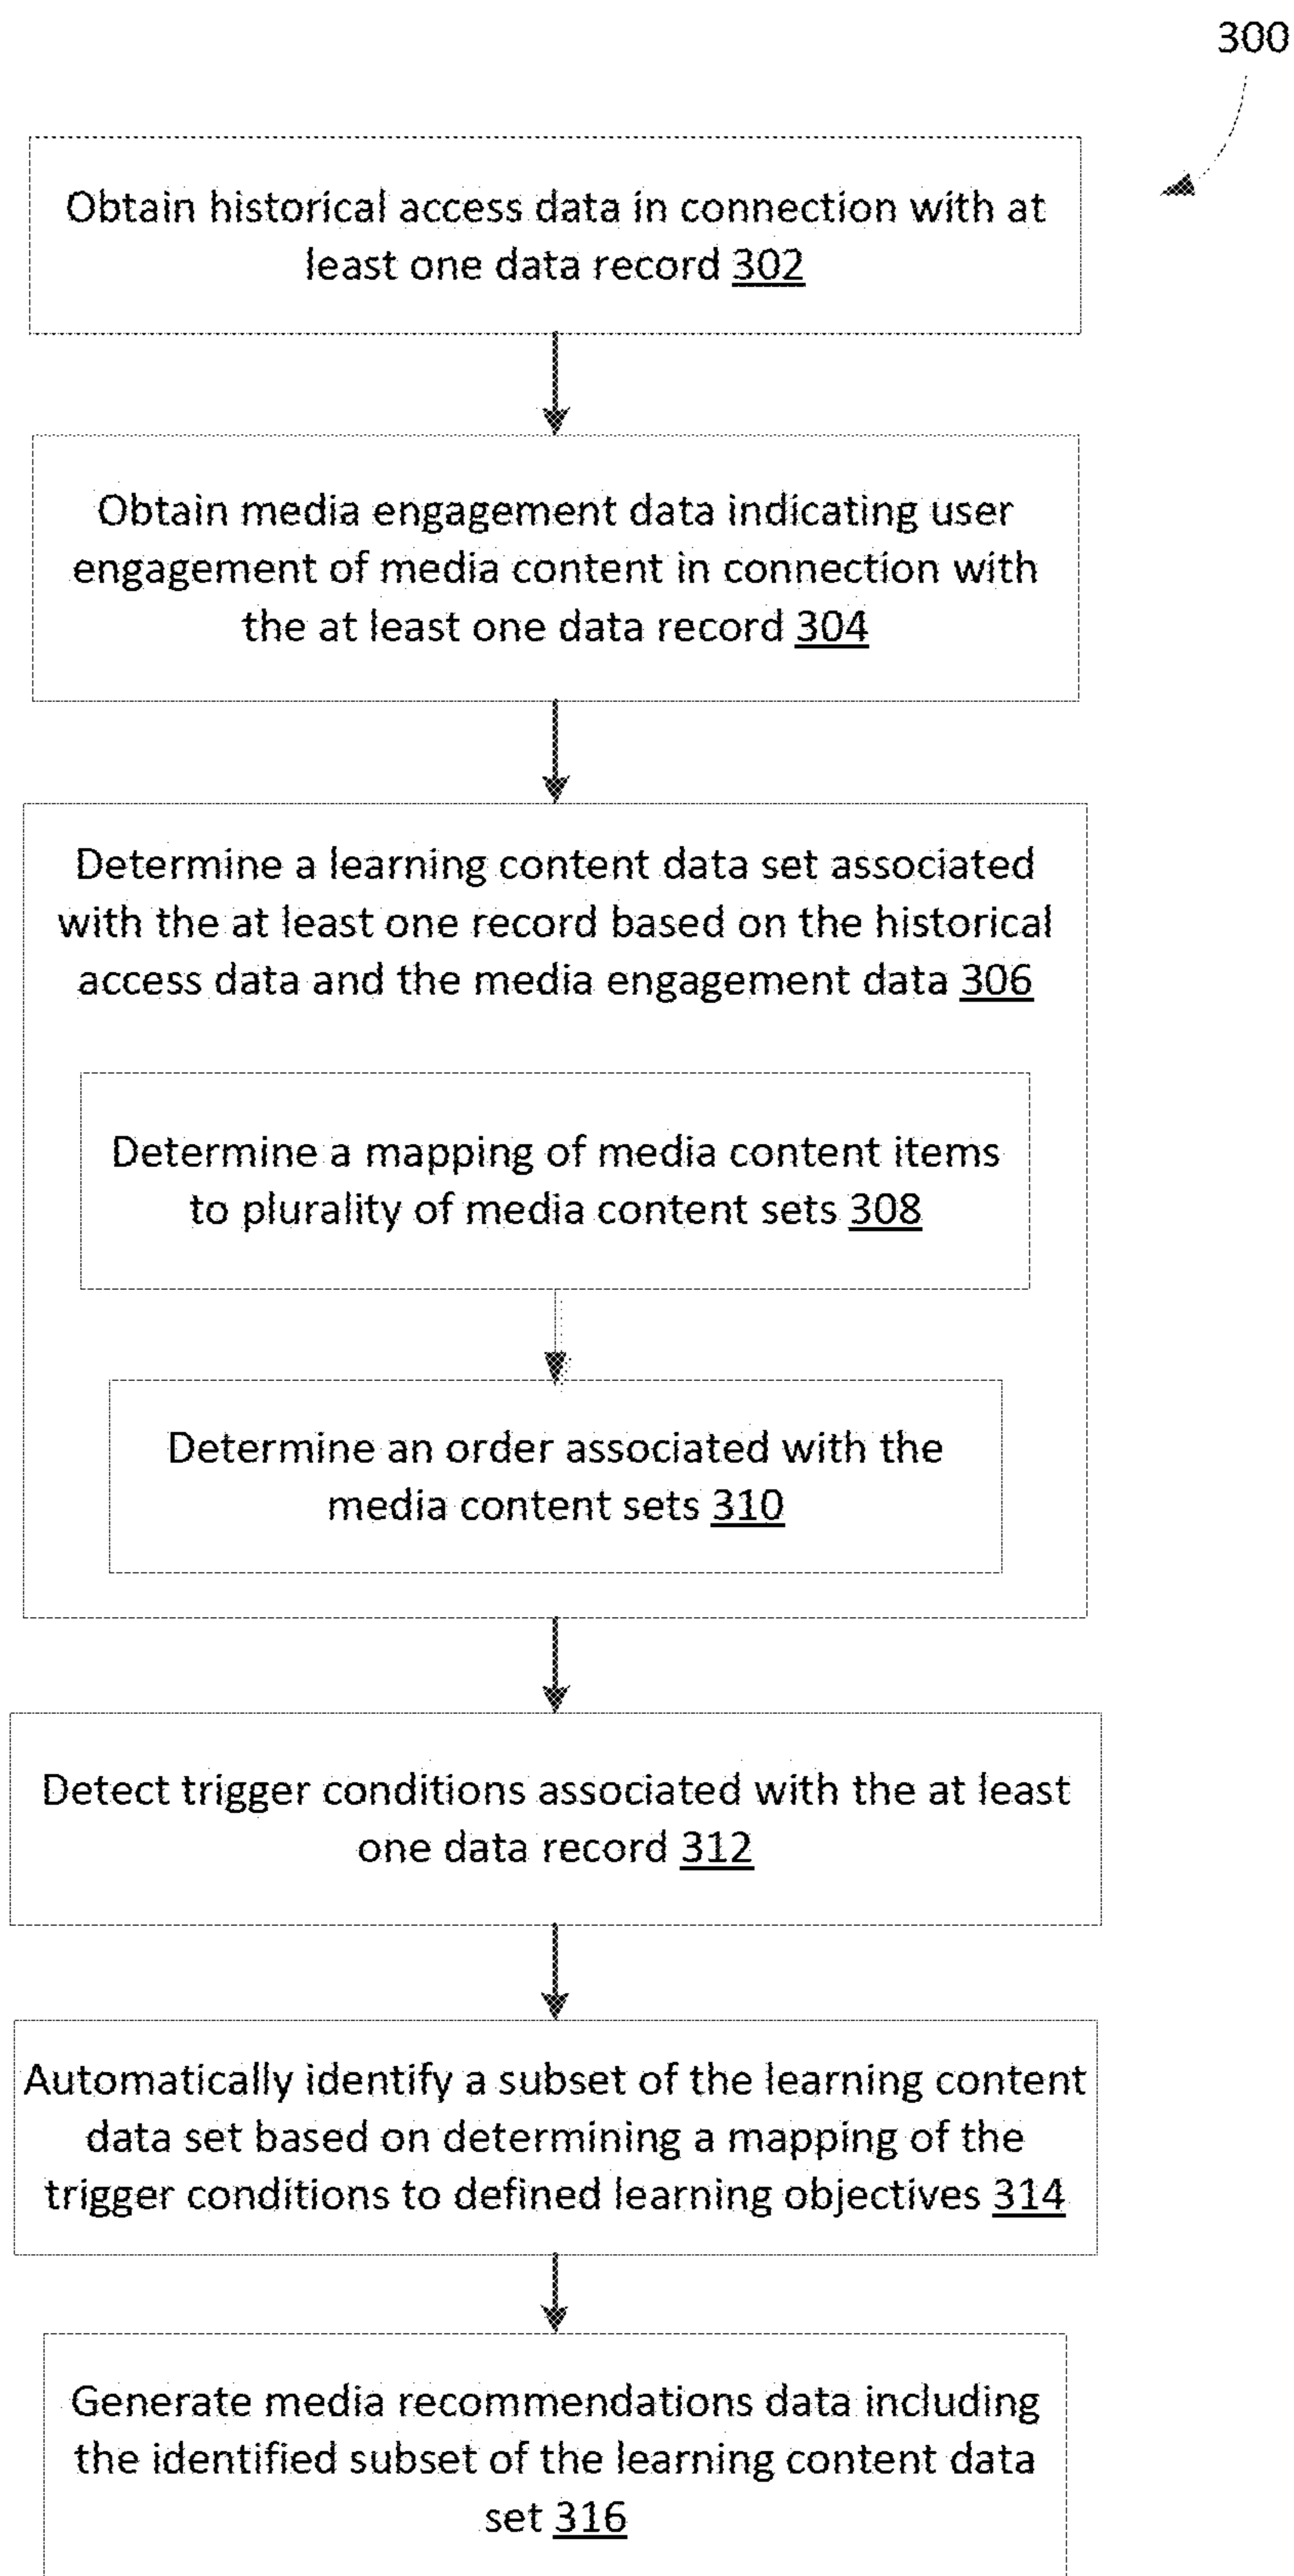 300
Obtain historical access data in connection with at
least one data record 302
Obtain media engagement data indicating user
engagement of media content in connection with
the at least one data record 304
Determine a learning content data set associated
with the at least one record based on the historical
access data and the media engagement data 306
Determine a mapping of media content items
to plurality of media content sets 308
Determine an order associated with the
media content sets 310
Detect trigger conditions associated with the at least
one data record 312
Automatically identify a subset of the learning content
data set based on determining a mapping of the
trigger conditions to defined learning objectives 314
Generate media recommendations data including
the identified subset of the learning content data
set 316